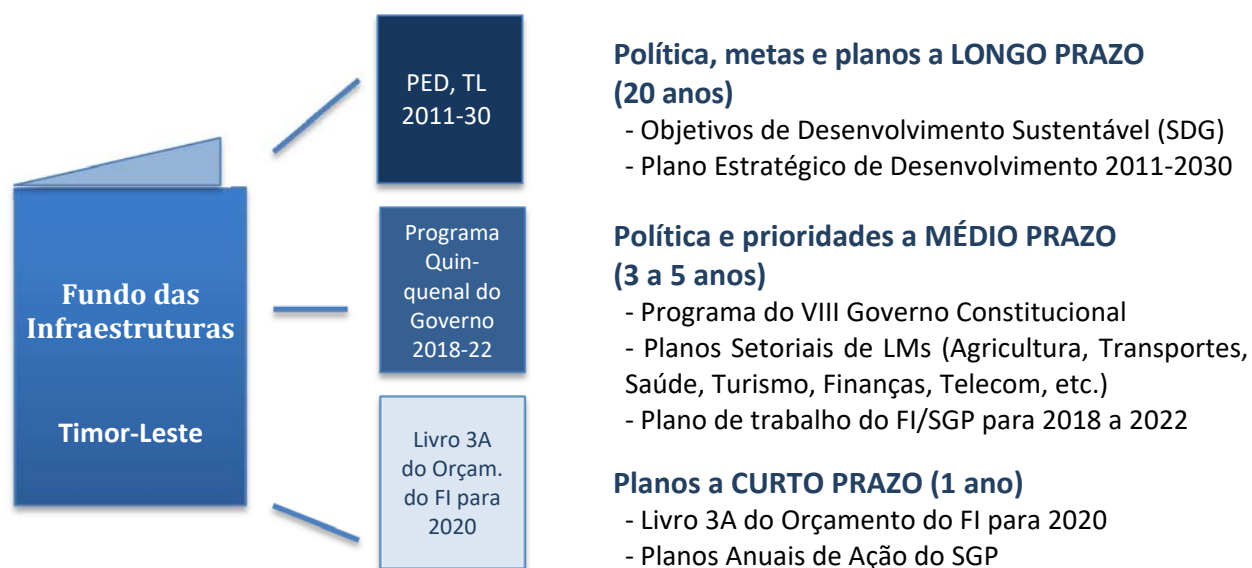 Fundo das
Infraestruturas
Timor-Leste
PED, TL
2011-30
Programa
Quin-
quenal do
Governo
2018-22
Livro 3A
do Orçam.
do FI para
2020
Política, metas e planos a LONGO PRAZO
(20 anos)
- Objetivos de Desenvolvimento Sustentável (SDG)
- Plano Estratégico de Desenvolvimento 2011-2030
Política e prioridades a MÉDIO PRAZO
(3 a 5 anos)
- Programa do VIII Governo Constitucional
- Planos Setoriais de LMs (Agricultura, Transportes,
Saúde, Turismo, Finanças, Telecom, etc.)
- Plano de trabalho do FI/SGP para 2018 a 2022
Planos a CURTO PRAZO (1 ano)
- Livro 3A do Orçamento do FI para 2020
- Planos Anuais de Ação do SGP